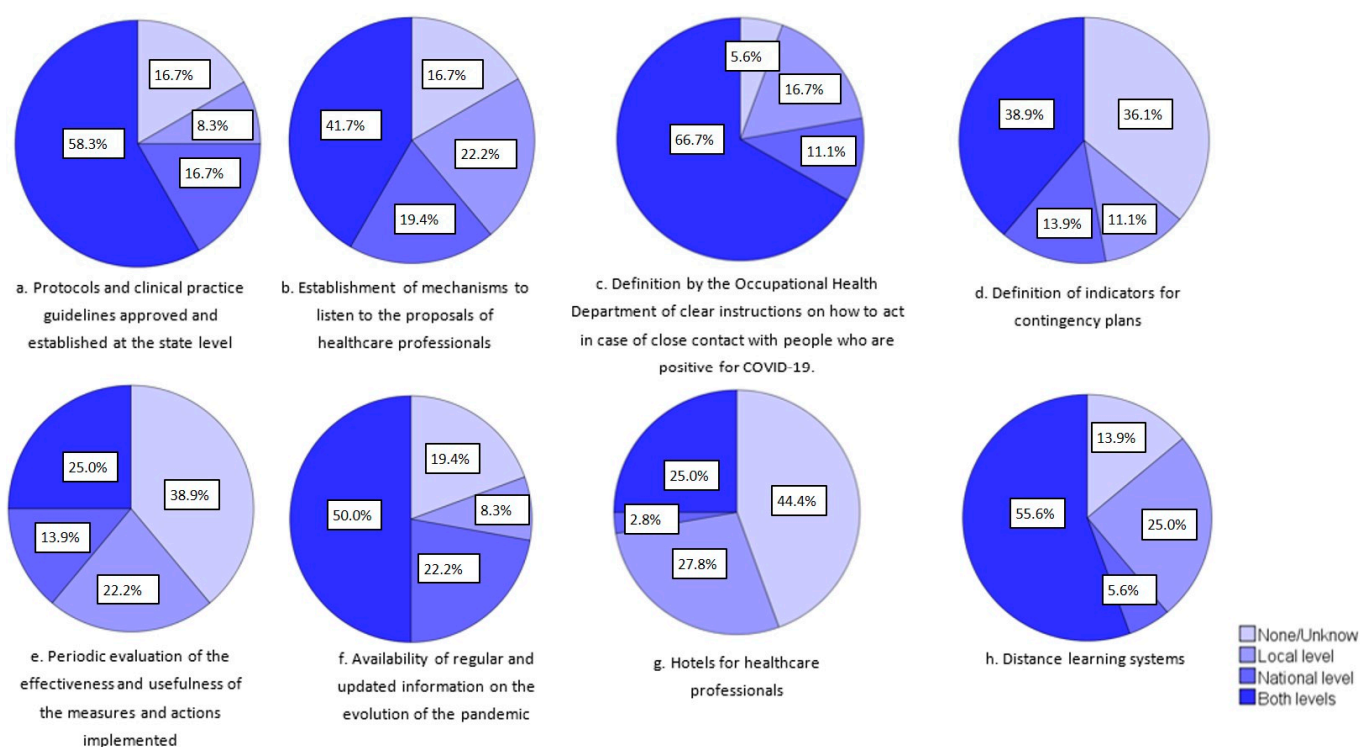 16.7%
8.3%
16.7%
58.3%
a. Protocols and clinical practice
guidelines approved and
established at the state level
16.7%
22.2%
19.4%
41.7%
b. Establishment of mechanisms to
listen to the proposals of
healthcare professionals
5.6%
16.7%
11.1%
66.7%
c. Definition by the Occupational Health
Department of clear instructions on how to act
in case of close contact with people who are
positive for COVID-19.
36.1%
11.1%
13.9%
38.9%
d. Definition of indicators for
contingency plans
38.9%
22.2%
13.9%
25.0%
e. Periodic evaluation of the
effectiveness and usefulness of
the measures and actions
implemented
19.4%
8.3%
22.2%
50.0%
f. Availability of regular and
updated information on the
evolution of the pandemic
44.4%
27.8%
2.8%
25.0%
g. Hotels for healthcare
professionals
13.9%
25.0%
5.6%
55.6%
h. Distance learning systems
None/Unknow
Local level
National level
Both levels